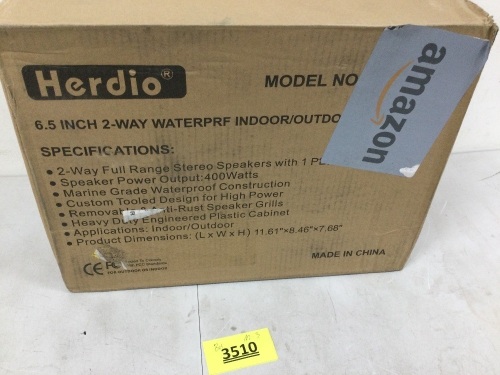 Herdio®
MODEL NO
amazon
6.5 INCH 2-WAY WATERPRF INDOOR/OUTDO
SPECIFICATIONS:
• 2-Way Full Range Stereo Speakers with 1
• Speaker Power Output:400Watts
• Marine Grade Waterproof Construction
• Custom Tooled Design for High Power
• Remova Anti-Rust Speaker Grills
• Heavy Duty Engineered Plastic Cabinet
• Applications: Indoor/Outdoor
• Product Dimensions: (L x W x H.) 11.61"×8.46"×7.68"
CE FC
MADE IN CHINA
3510